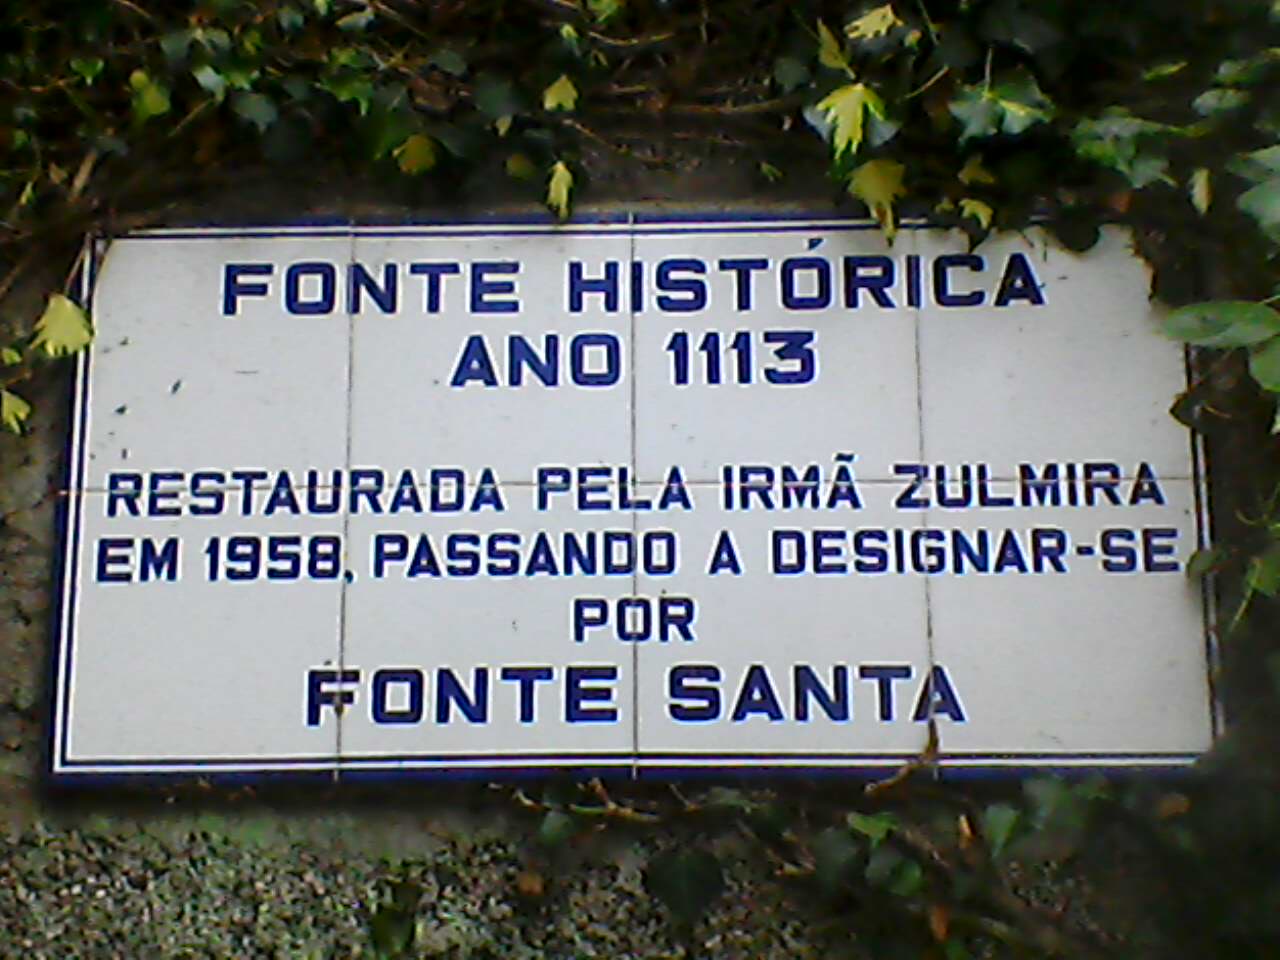 FONTE HISTÓRICA
ANO 1113
RESTAURADA PELA IRMÃ ZULMIRA
EM 1958, PASSANDO A DESIGNAR-SE
POR
FONTE SANTA